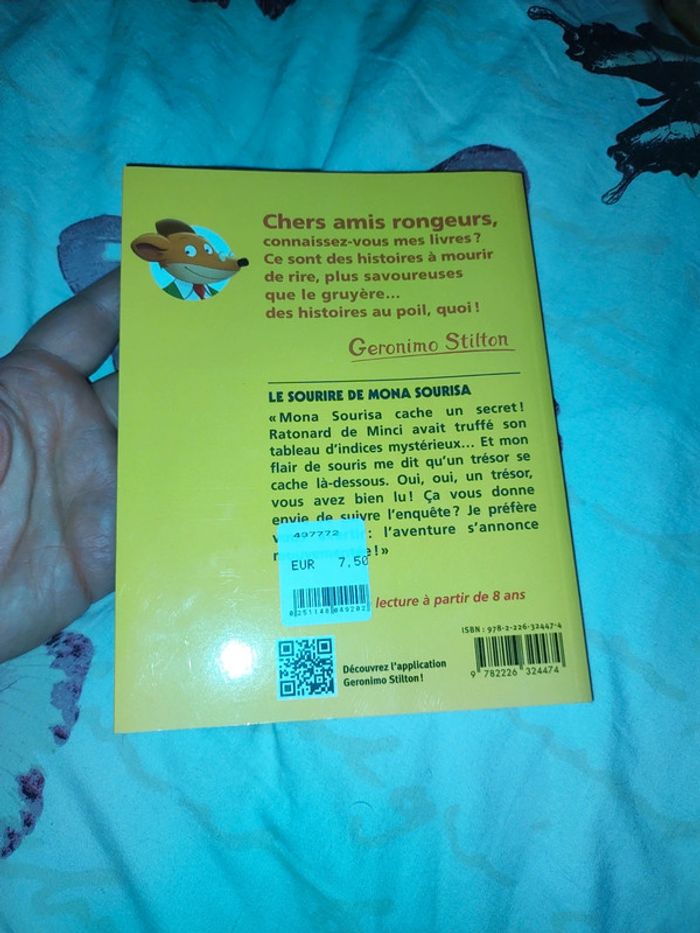 Chers amis rongeurs,
connaissez-vous mes livres ?
Ce sont des histoires à mourir
de rire, plus savoureuses
que le gruyère...
des histoires au poil, quoi !
Geronimo Stilton
LE SOURIRE DE MONA SOURISA
« Mona Sourisa cache un secret !
Ratonard de Minci avait truffé son
tableau d'indices mystérieux... Et mon
flair de souris me dit qu'un trésor se
cache là-dessous. Oui, oui, un trésor,
vous avez bien lu ! Ça vous donne
envie de suivre l'enquête ? Je préfère
: l'aventure s'annonce
! »
437772
EUR 7,50
0251148 049202
lecture à partir de 8 ans
ISBN : 978-2-226-32447-4
9 782226 324474
Découvrez l'application
Geronimo Stilton !